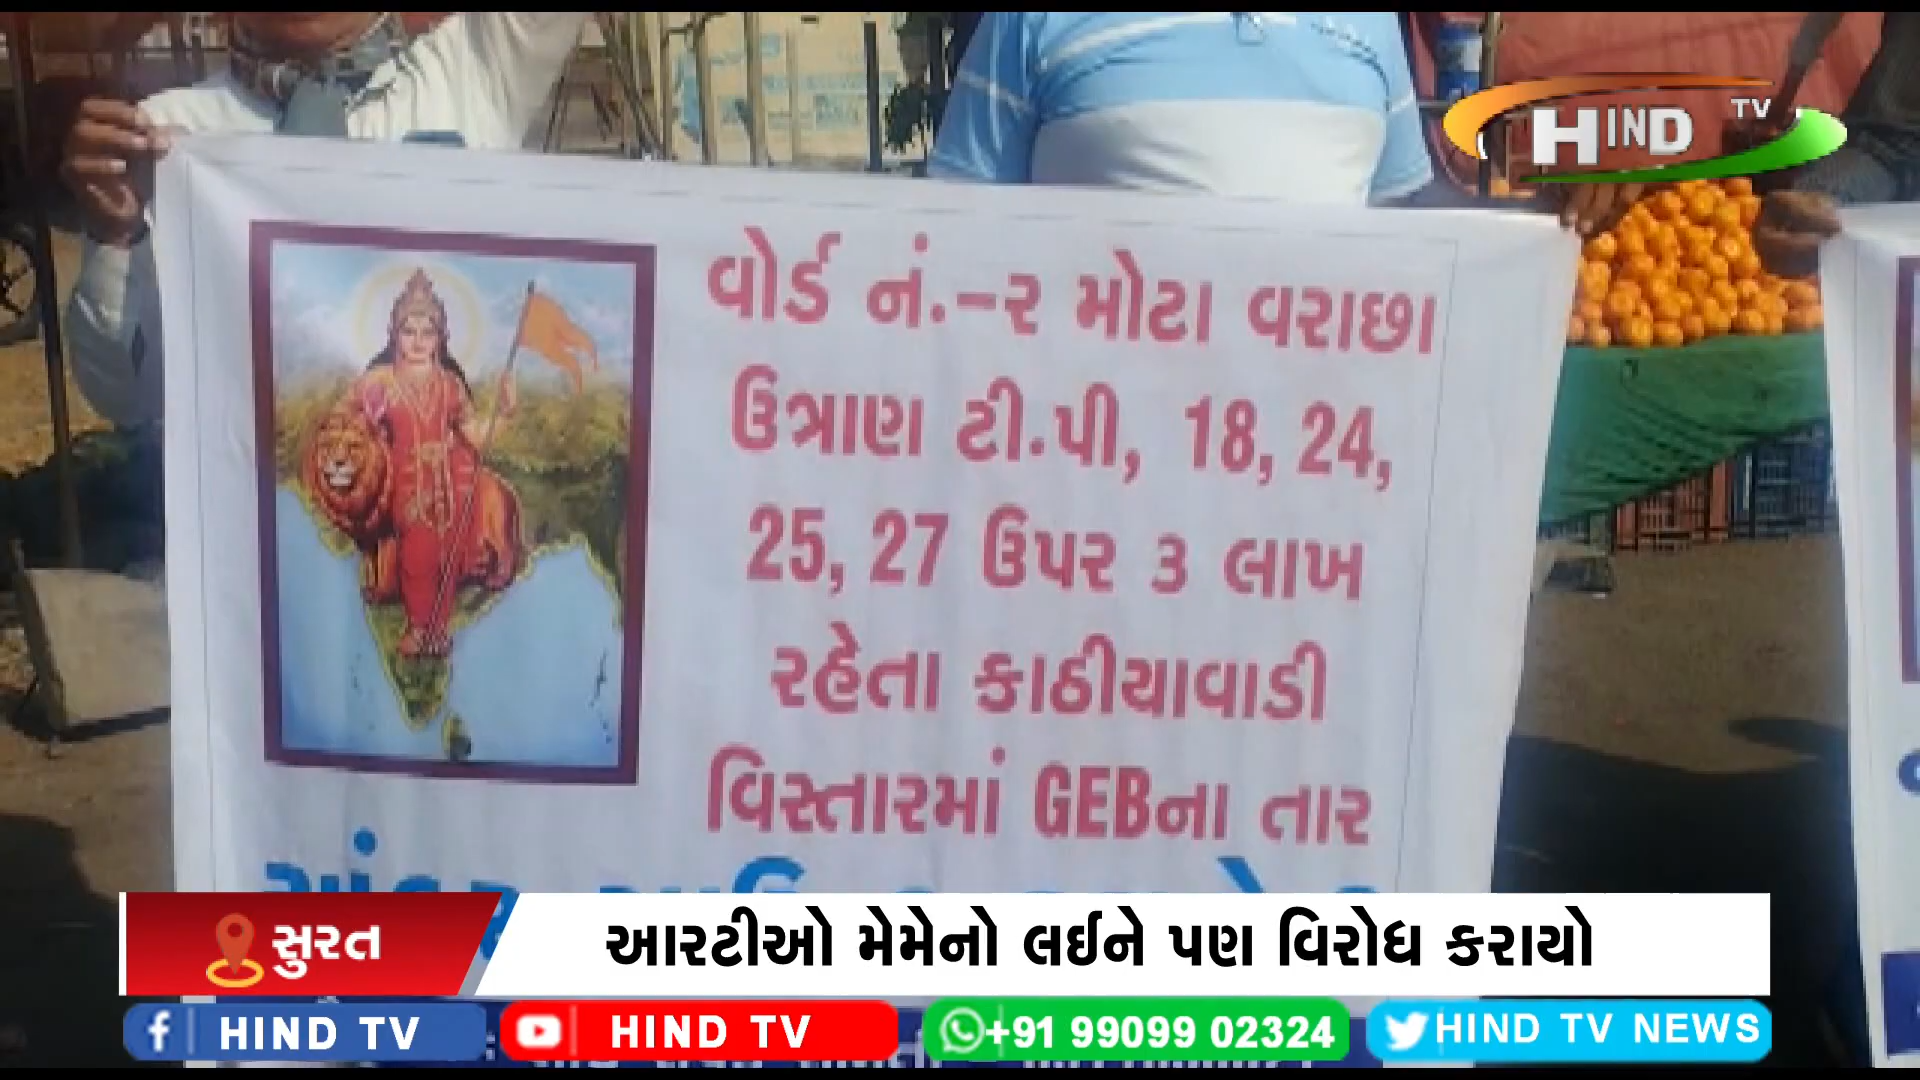 HIND TV
વોર્ડ નં.-૨ મોટા વરાછા
ઉત્રાણ ટી.પી, 18, 24,
25, 27 ઉપર ૩ લાખ
રહેતા કાઠીયાવાડી
વિસ્તારમાં GEBના તાર
સુરત
આરટીઓ મેમેનો લઈને પણ વિરોધ કરાયો
HIND TV
HIND TV
+91 99099 02324
HIND TV NEWS